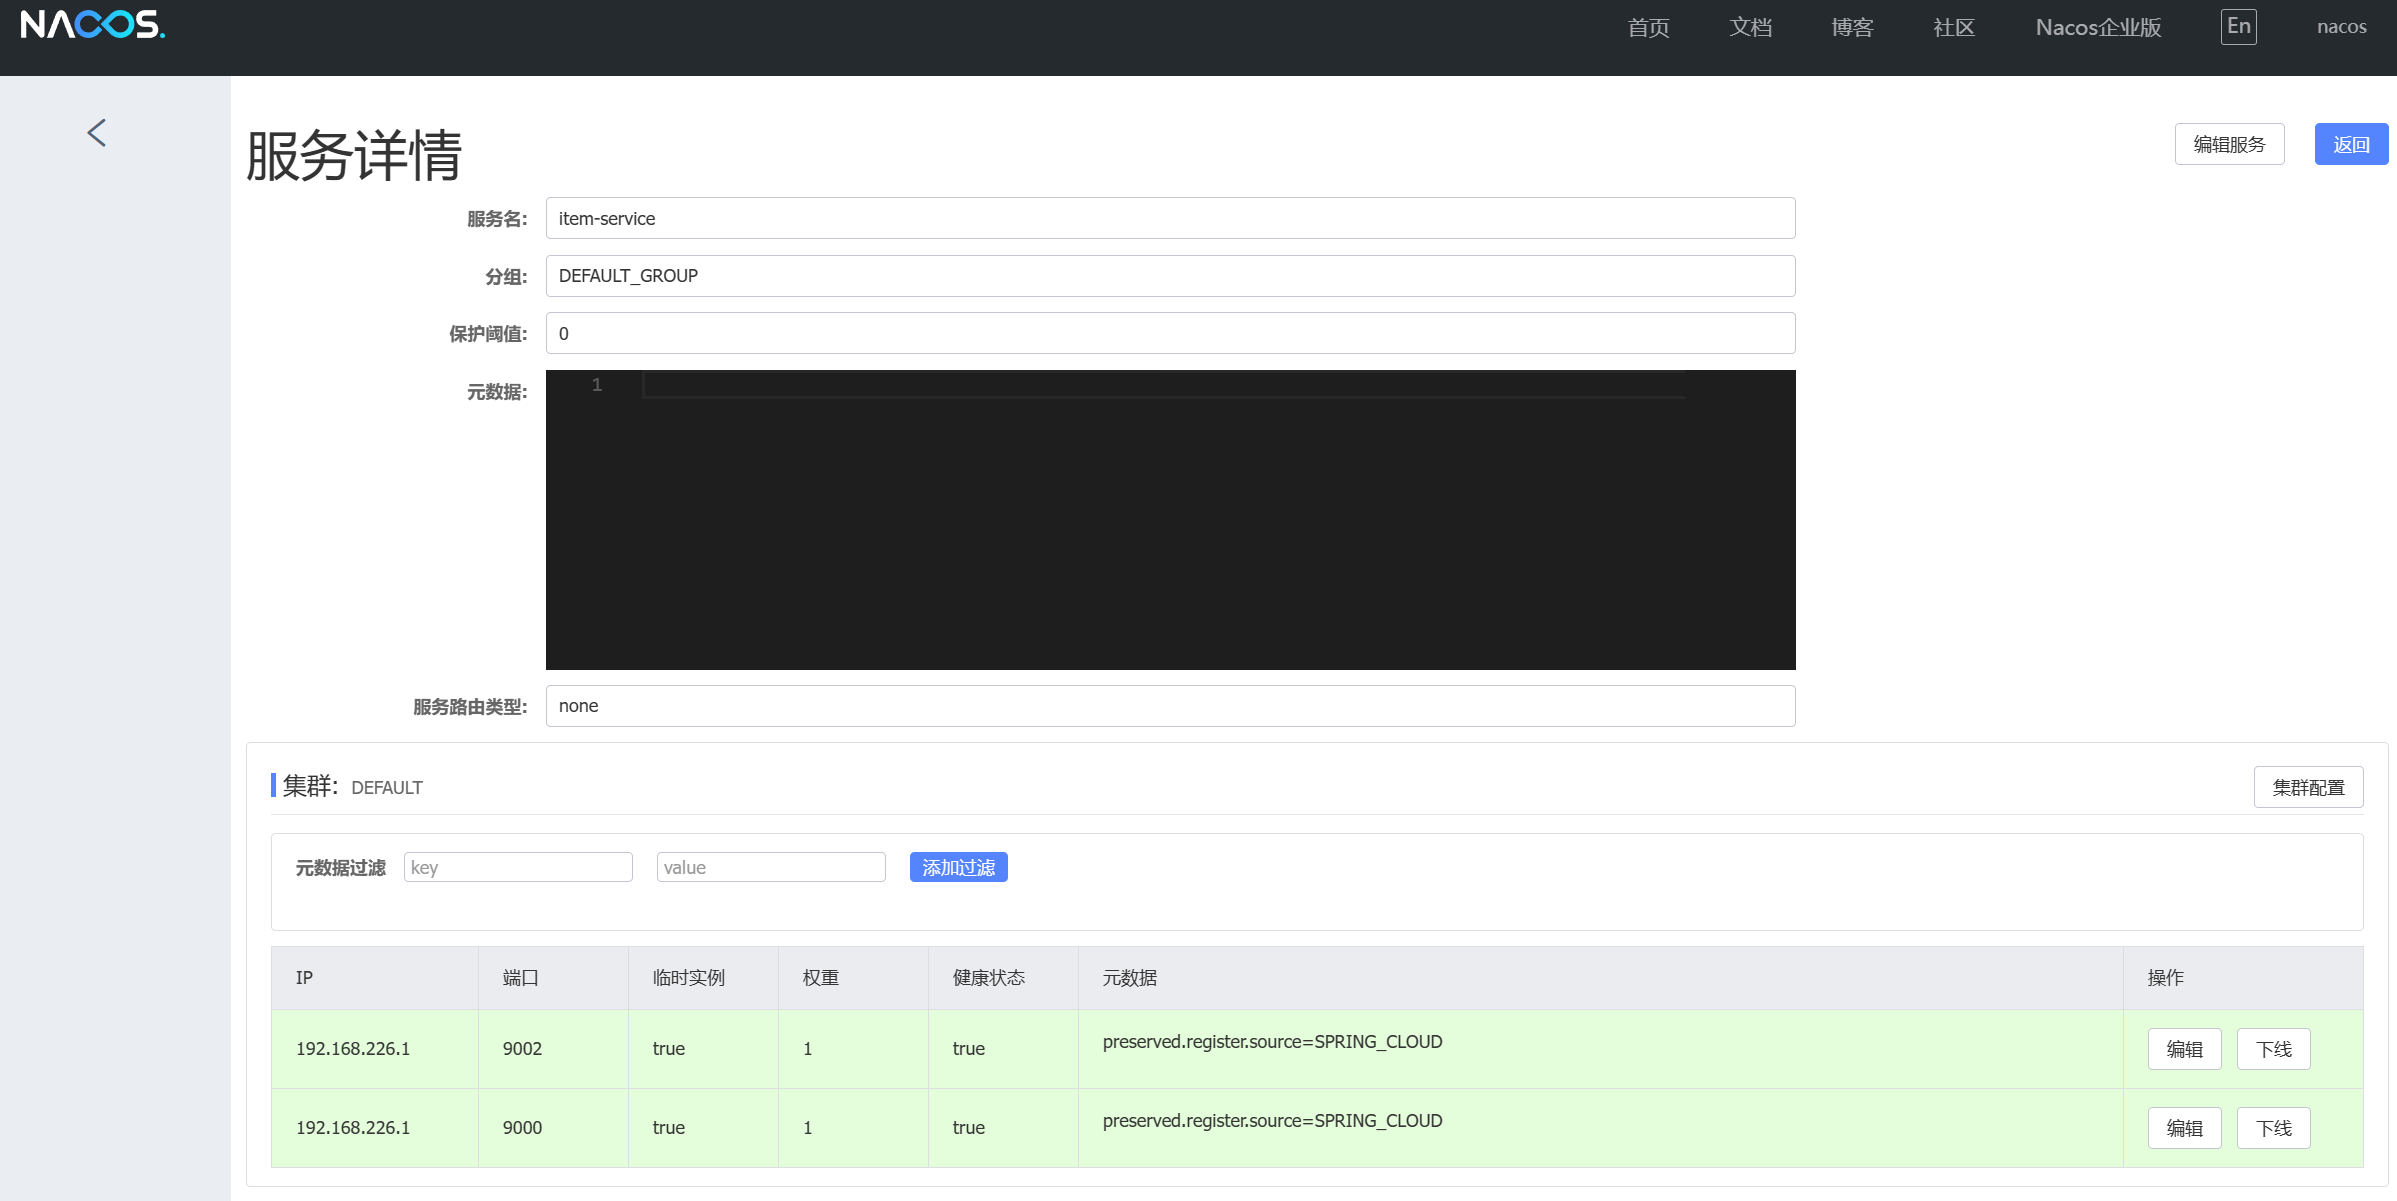 NACOS.
首页 文档 博客 社区 Nacos企业版 En nacos
服务详情 编辑服务 返回
服务名: item-service
分组: DEFAULT_GROUP
保护阈值: 0
元数据: 1
服务路由类型: none
集群: DEFAULT 集群配置
元数据过滤 key value 添加过滤
IP 端口 临时实例 权重 健康状态 元数据 操作
192.168.226.1 9002 true 1 true preserved.register.source=SPRING_CLOUD 编辑 下线
192.168.226.1 9000 true 1 true preserved.register.source=SPRING_CLOUD 编辑 下线